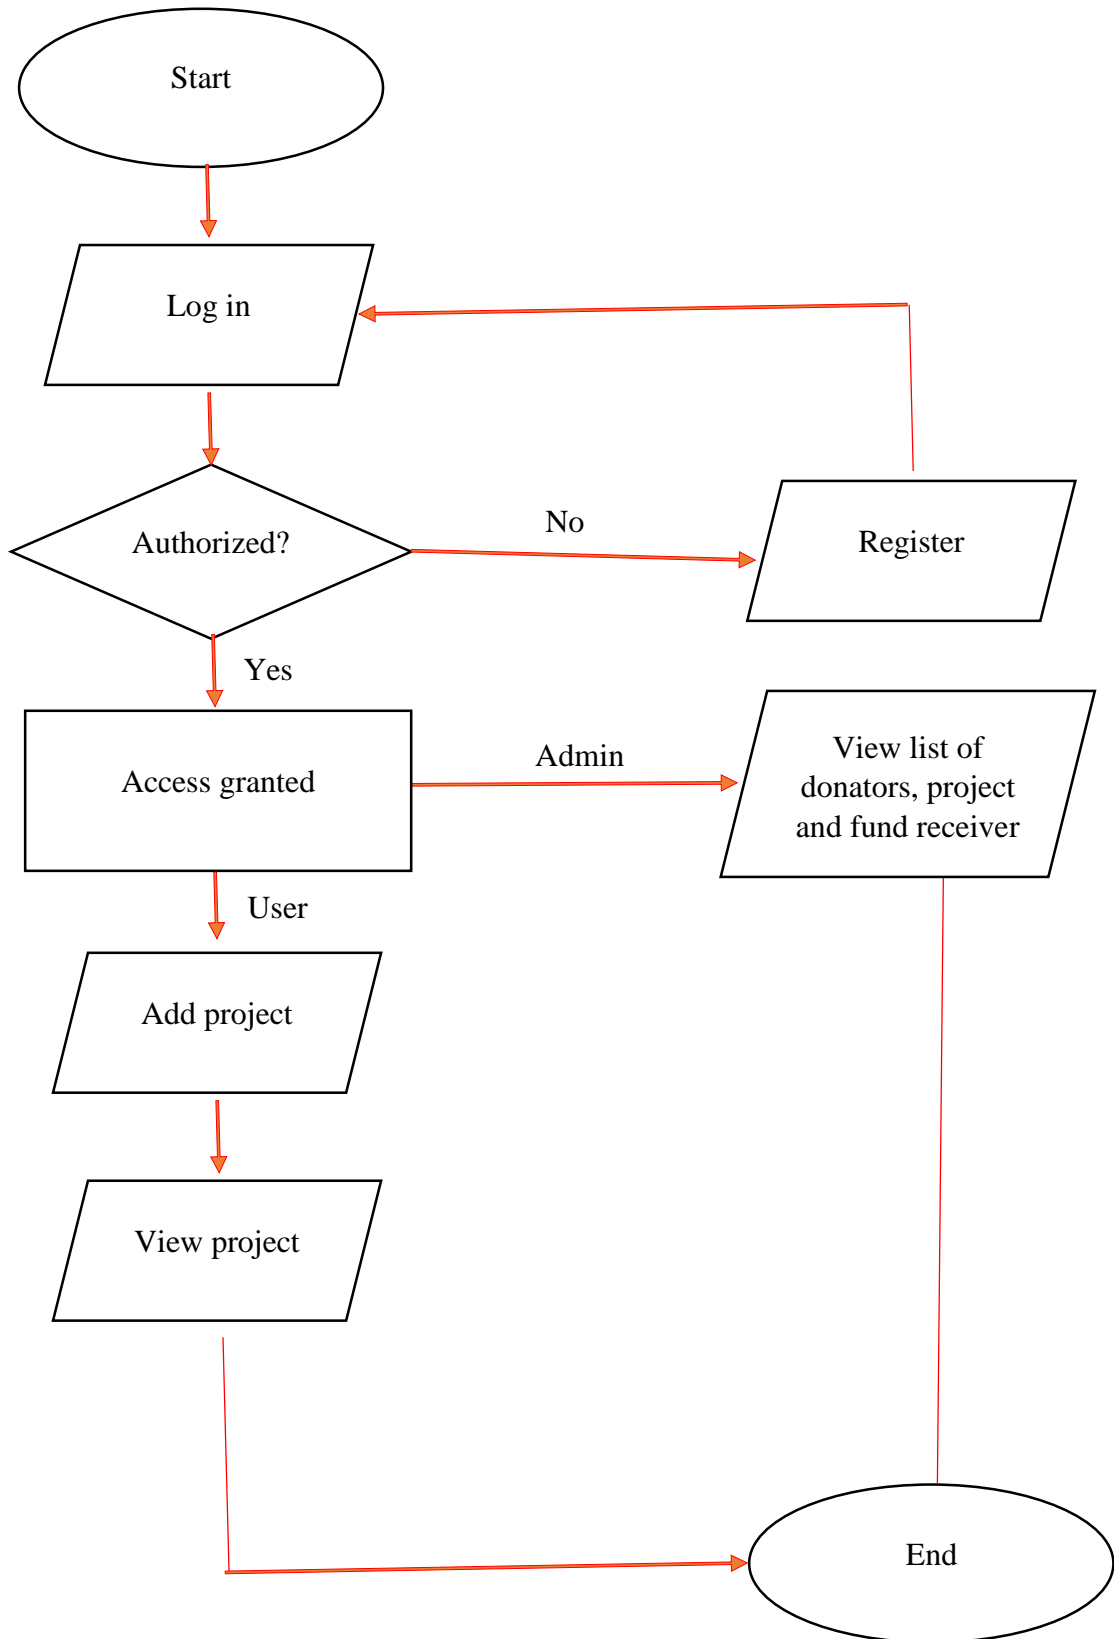 Start
Log in
Authorized?
No
Register
Yes
Access granted
Admin
View list of
donators, project
and fund receiver
User
Add project
View project
End